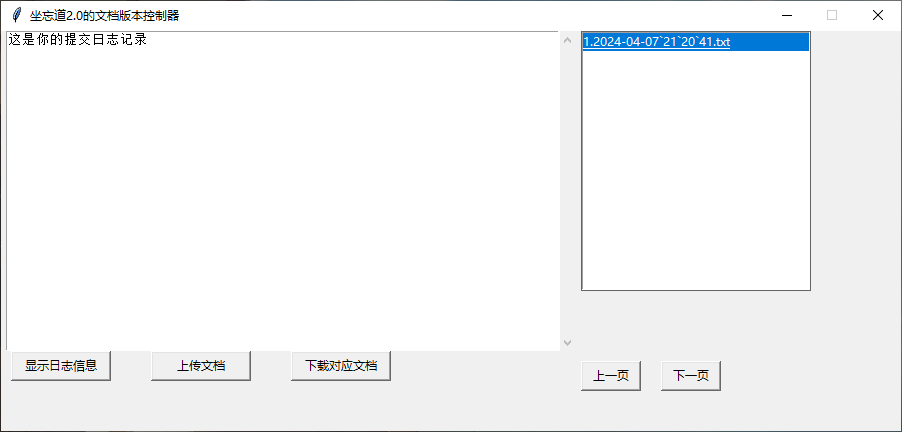 坐忘道2.0的文档版本控制器
这是你的提交日志记录
1.2024-04-07`21`20`41.txt
显示日志信息
上传文档
下载对应文档
上一页
下一页